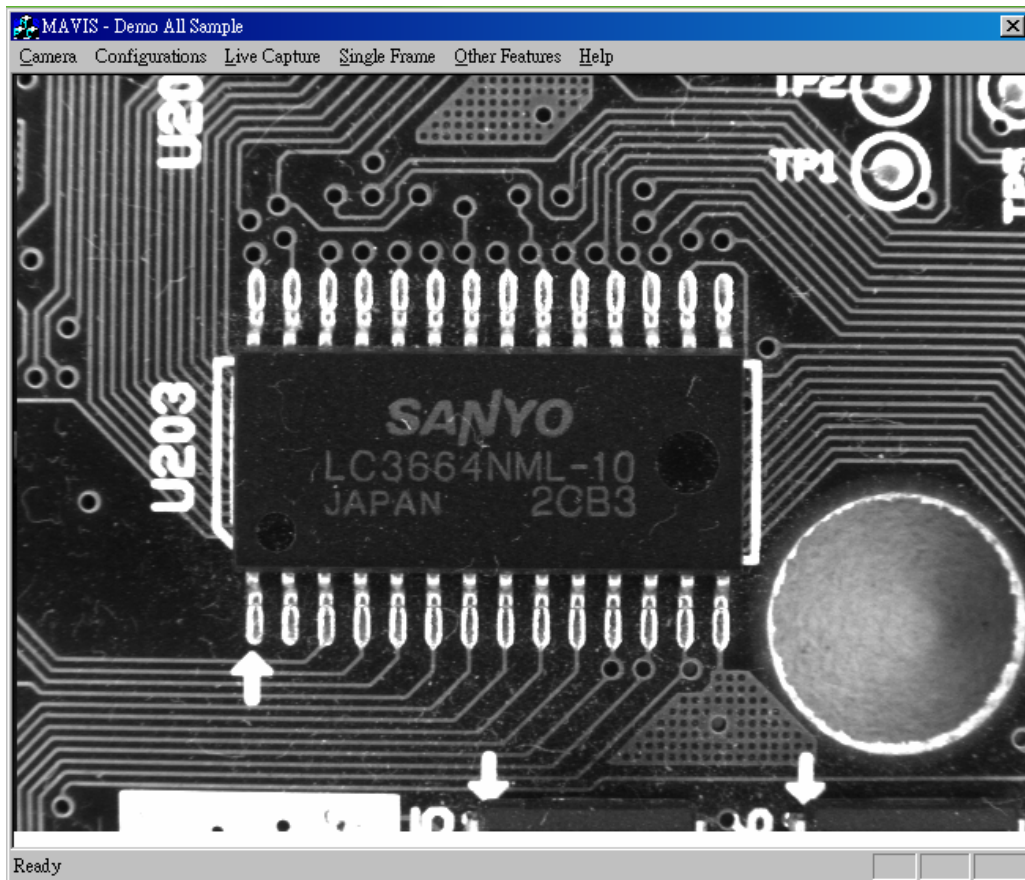 MAVIS - Demo All Sample
Camera Configurations Live Capture Single Frame Other Features Help
U20
TP2
TP1
U203
SANYO
LC3664NML-10
JAPAN 2CB3
Ready